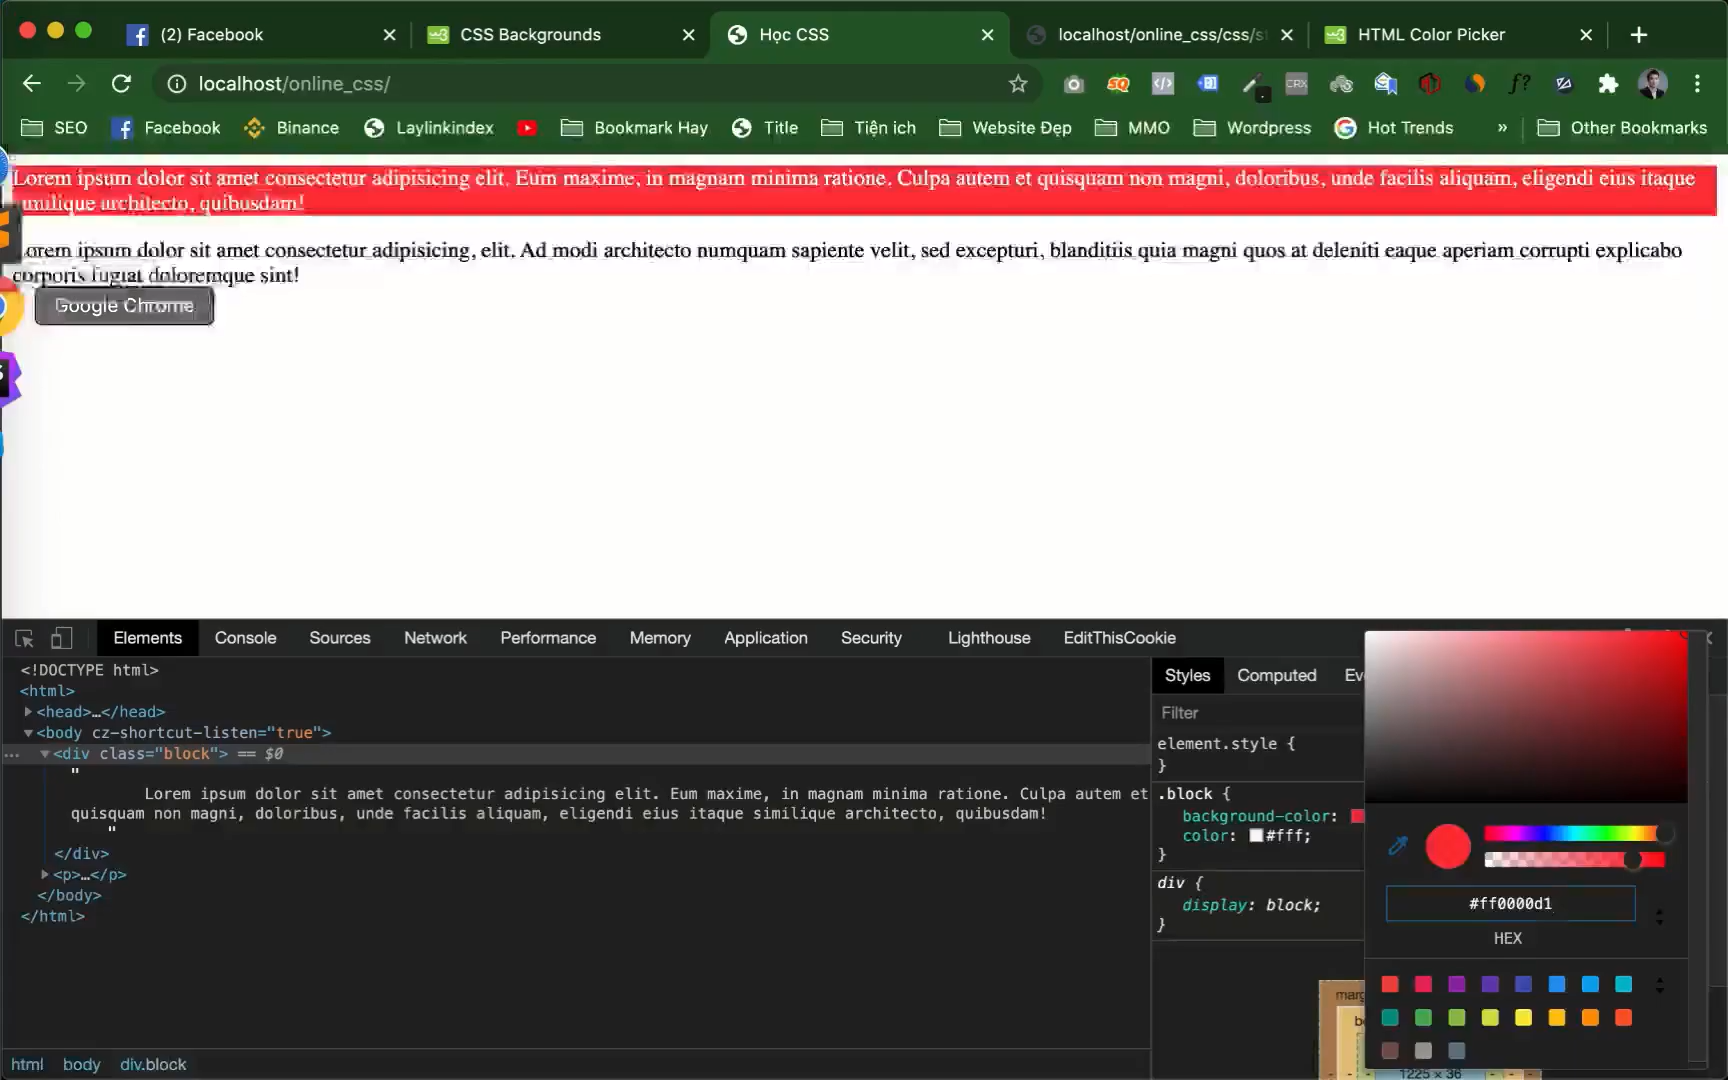 (2) Facebook
CSS Backgrounds
Học CSS
localhost/online_css/css/s
HTML Color Picker
localhost/online_css/
SQ
CRX
f?
SEO
Facebook
Binance
Laylinkindex
Bookmark Hay
Title
Tiện ích
Website Đẹp
MMO
Wordpress
Hot Trends
»
Other Bookmarks
Lorem ipsum dolor sit amet consectetur adipisicing elit. Eum maxime, in magnam minima ratione. Culpa autem et quisquam non magni, doloribus, unde facilis aliquam, eligendi eius itaque
similique architecto, quibusdam!
Lorem ipsum dolor sit amet consectetur adipisicing, elit. Ad modi architecto numquam sapiente velit, sed excepturi, blanditiis quia magni quos at deleniti eaque aperiam corrupti explicabo
corporis fugiat doloremque sint!
Google Chrome
Elements
Console
Sources
Network
Performance
Memory
Application
Security
Lighthouse
EditThisCookie
<!DOCTYPE html>
<html>
<head>…</head>
<body cz-shortcut-listen="true">
<div class="block"> == $0
"
Lorem ipsum dolor sit amet consectetur adipisicing elit. Eum maxime, in magnam minima ratione. Culpa autem et
quisquam non magni, doloribus, unde facilis aliquam, eligendi eius itaque similique architecto, quibusdam!
"
</div>
<p>…</p>
</body>
</html>
html
body
div.block
Styles
Computed
Ev
Filter
element.style {
}
.block {
background-color:
color: #fff;
}
div {
display: block;
}
#ff0000d1
HEX
marg
bo
1225 × 36